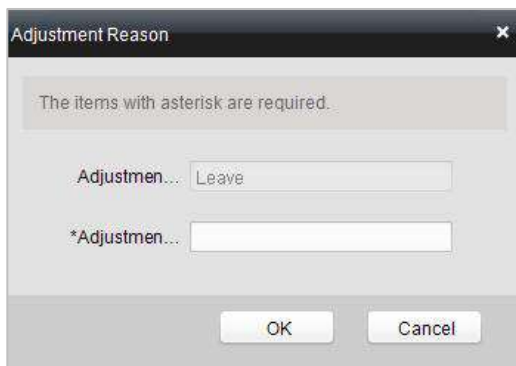 Adjustment Reason
The items with asterisk are required.
Adjustmen... Leave
*Adjustmen...
OK Cancel